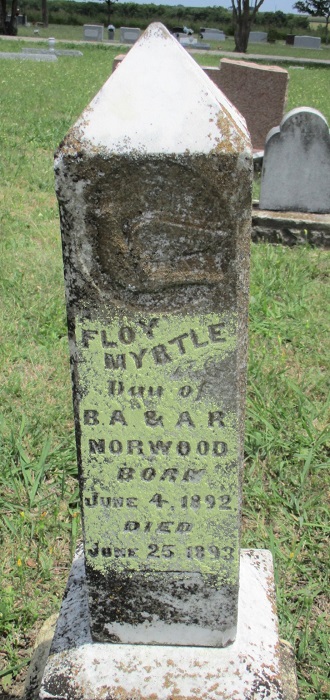 FLOY
MYRTLE
Dau of
B.A & A.R
NORWOOD
BORN
JUNE 4, 1892
DIED
JUNE 25 1893